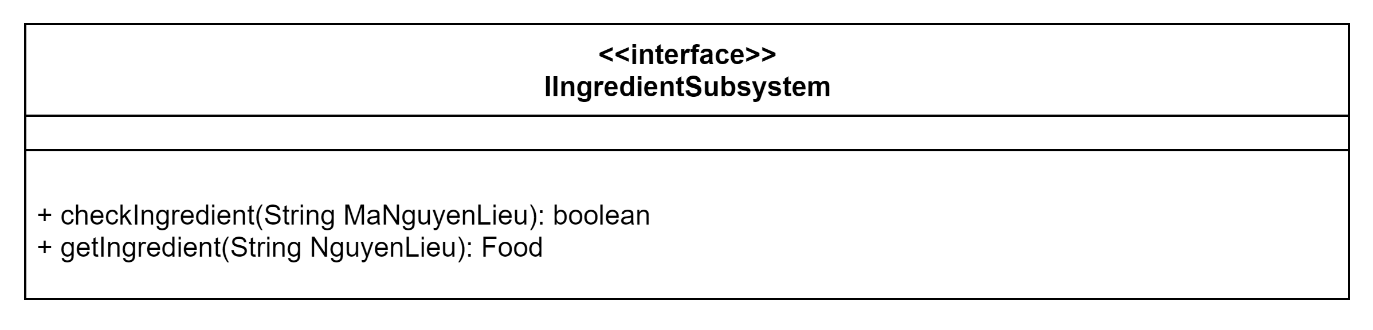 <<interface>>
IIngredientSubsystem
+ checkIngredient(String MaNguyenLieu): boolean
+ getIngredient(String NguyenLieu): Food